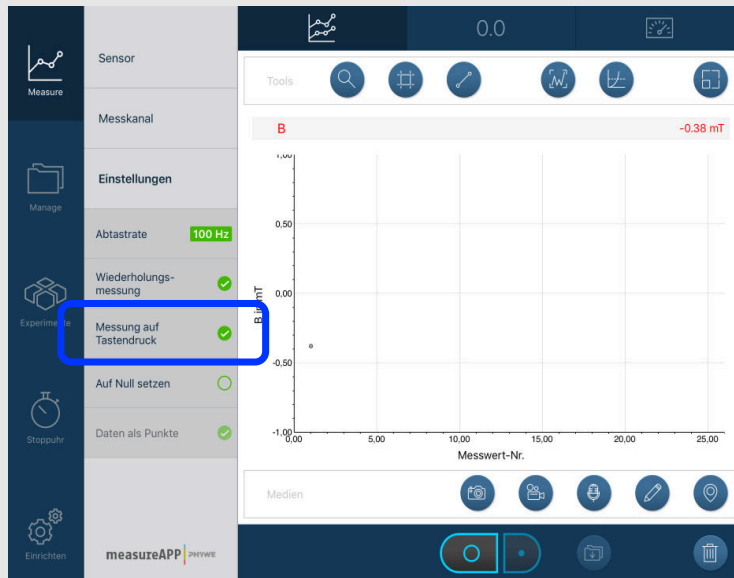 Measure
Manage
Experimente
Stoppuhr
Einrichten
Sensor
Messkanal
Einstellungen
Abtastrate 100 Hz
Wiederholungs-
messung
Messung auf
Tastendruck
Auf Null setzen
Daten als Punkte
measureAPP PHYWE
0.0
Tools
B -0.38 mT
1,00
0,50
0,00
-0,50
-1,00
B in mT
0,00 5,00 10,00 15,00 20,00 25,00
Messwert-Nr.
Medien